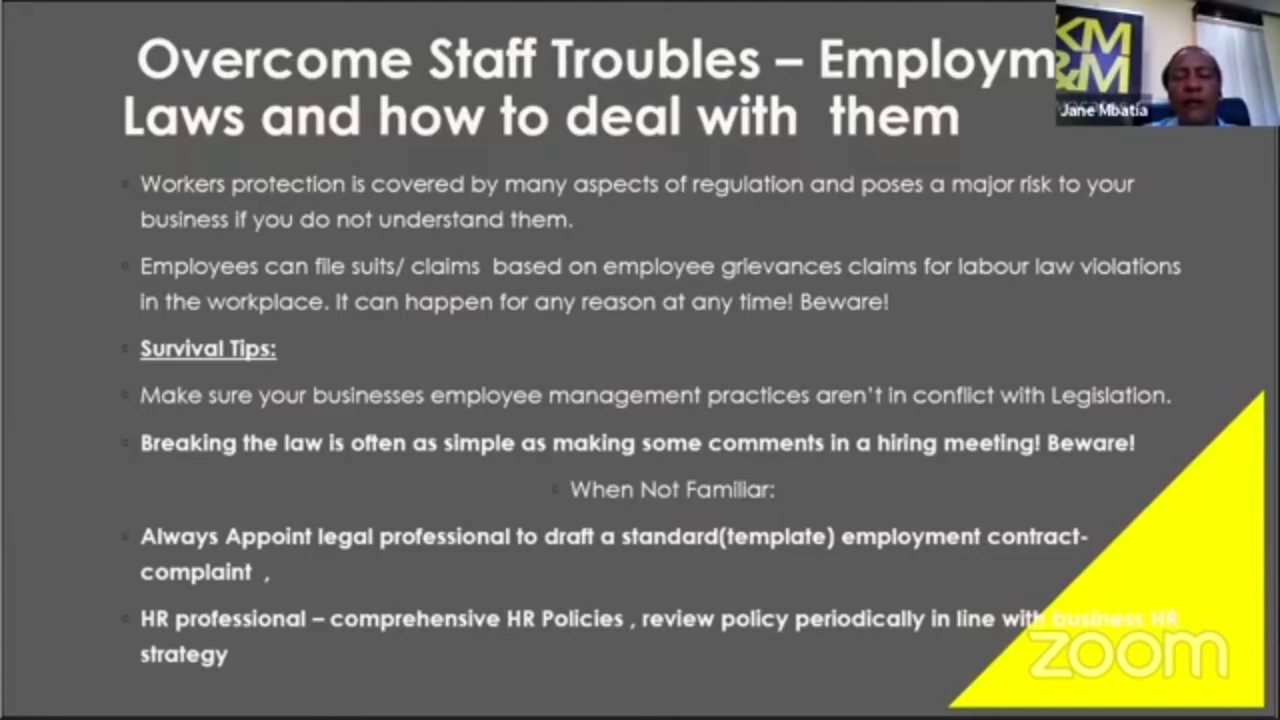 Overcome Staff Troubles – Employm
Laws and how to deal with them
KM
&M
Jane Mbatia
Workers protection is covered by many aspects of regulation and poses a major risk to your
business if you do not understand them.
Employees can file suits/ claims based on employee grievances claims for labour law violations
in the workplace. It can happen for any reason at any time! Beware!
Survival Tips:
Make sure your businesses employee management practices aren't in conflict with Legislation.
Breaking the law is often as simple as making some comments in a hiring meeting! Beware!
When Not Familiar:
Always Appoint legal professional to draft a standard(template) employment contract-
complaint ,
HR professional – comprehensive HR Policies , review policy periodically in line with business HR
strategy
zoom